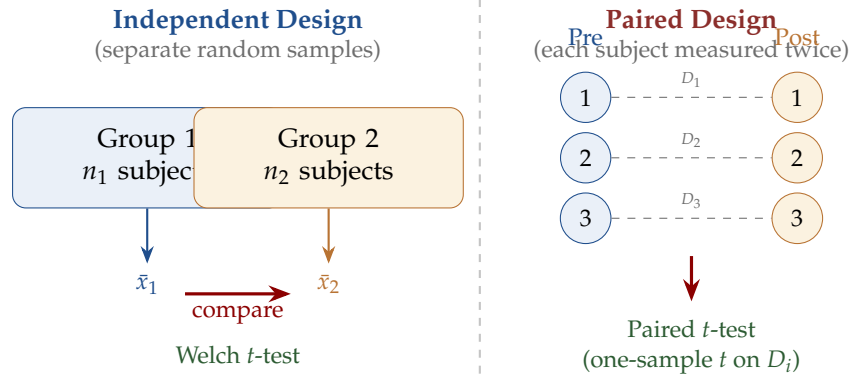 Independent Design
(separate random samples)
Group 1
n₁ subjec
Group 2
n₂ subjects
x̄₁
x̄₂
compare
Welch t-test
Paired Design
(each subject measured twice)
Pre
Post
1
D₁
1
2
D₂
2
3
D₃
3
Paired t-test
(one-sample t on Dᵢ)